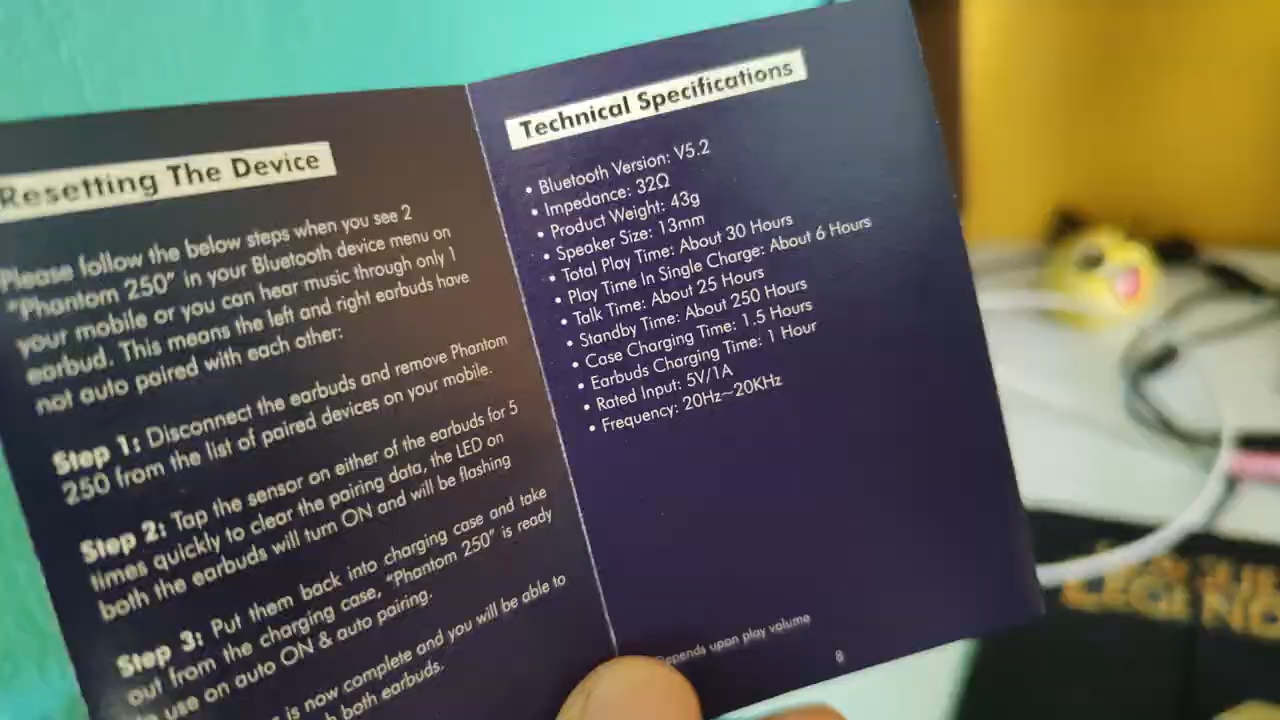 Resetting The Device
Please follow the below steps when you see 2
"Phantom 250" in your Bluetooth device menu on
your mobile or you can hear music through only 1
earbud. This means the left and right earbuds have
not auto paired with each other:
Step 1: Disconnect the earbuds and remove Phantom
250 from the list of paired devices on your mobile.
Step 2: Tap the sensor on either of the earbuds for 5
times quickly to clear the pairing data, the LED on
both the earbuds will turn ON and will be flashing
Step 3: Put them back into charging case and take
out from the charging case, "Phantom 250" is ready
use on auto ON & auto pairing.
is now complete and you will be able to
both earbuds.
Technical Specifications
• Bluetooth Version: V5.2
• Impedance: 32Ω
• Product Weight: 43g
• Speaker Size: 13mm
• Total Play Time: About 30 Hours
• Play Time In Single Charge: About 6 Hours
• Talk Time: About 25 Hours
• Standby Time: About 250 Hours
• Case Charging Time: 1.5 Hours
• Earbuds Charging Time: 1 Hour
• Rated Input: 5V/1A
• Frequency: 20Hz~20KHz
Depends upon play volume
8